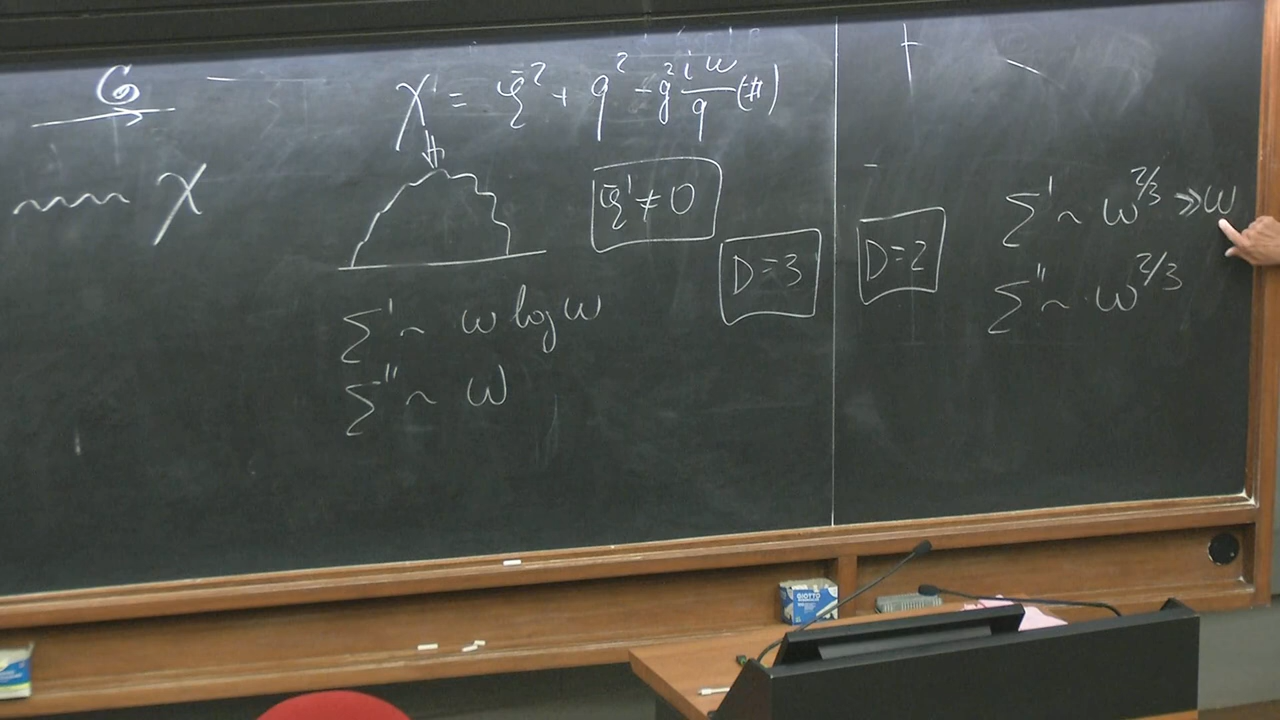 G
χ
χ' = ξ̄² + q² - g² iω/q (#)
ξ̄' ≠ 0
D=3
Σ' ~ ω log ω
Σ'' ~ ω
D=2
Σ' ~ ω^{2/3} ≫ ω
Σ'' ~ ω^{2/3}
GIOTTO